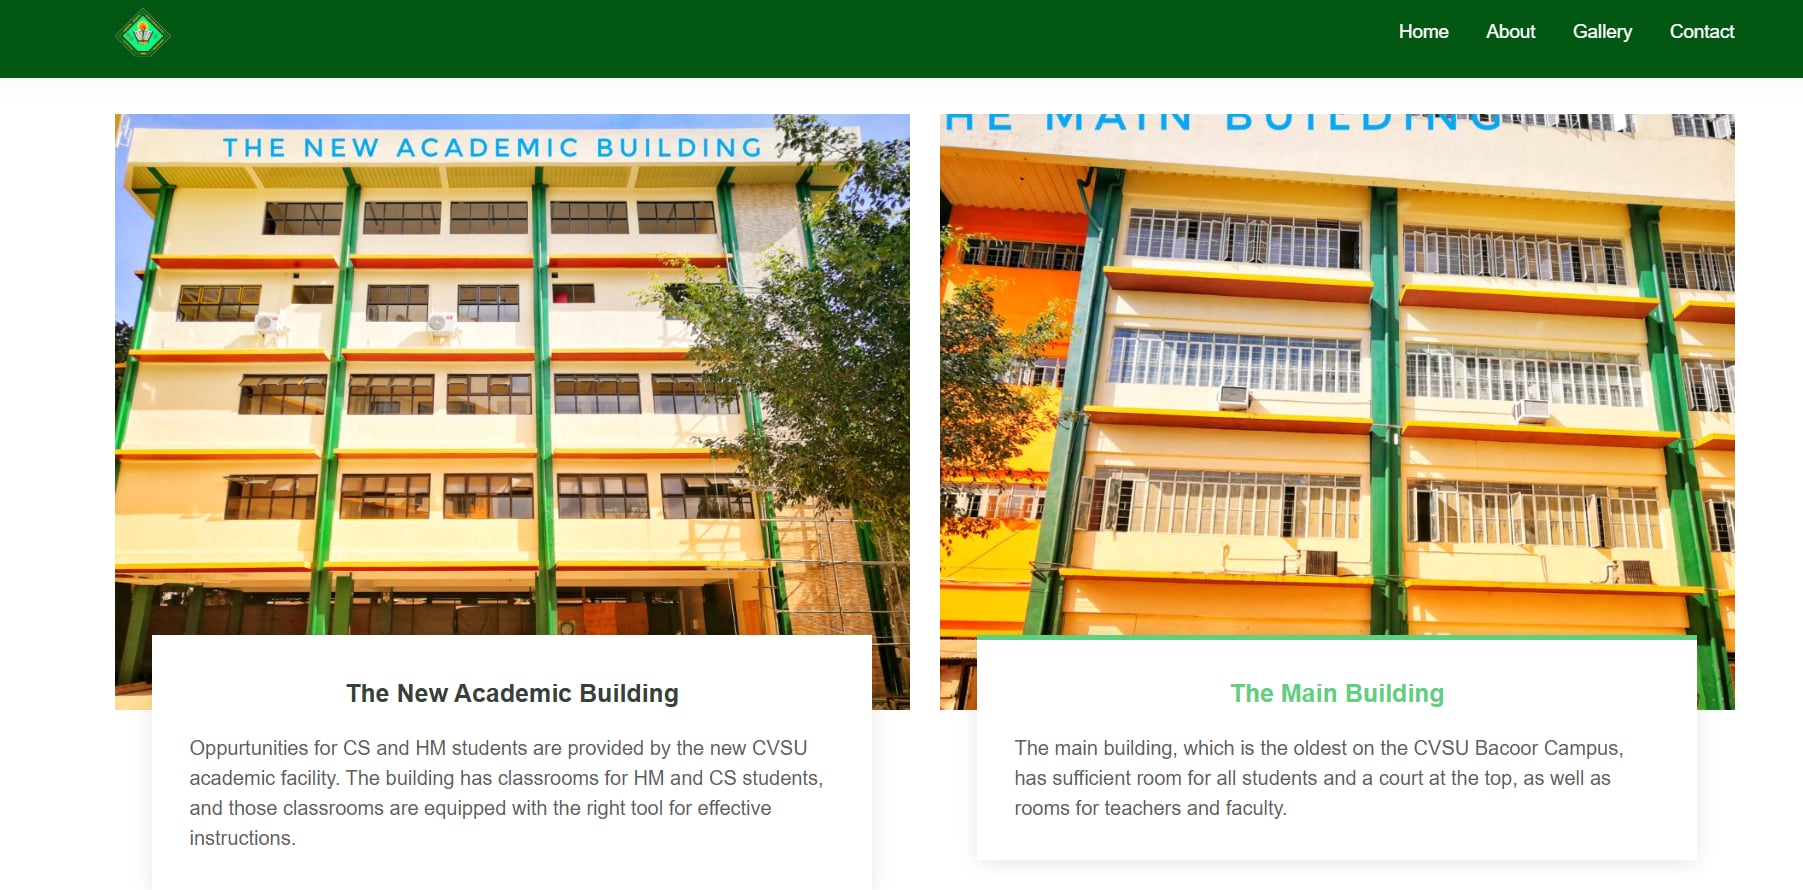 Home About Gallery Contact
THE NEW ACADEMIC BUILDING
HE MAIN BUILDING
The New Academic Building
Oppurtunities for CS and HM students are provided by the new CVSU
academic facility. The building has classrooms for HM and CS students,
and those classrooms are equipped with the right tool for effective
instructions.
The Main Building
The main building, which is the oldest on the CVSU Bacoor Campus,
has sufficient room for all students and a court at the top, as well as
rooms for teachers and faculty.